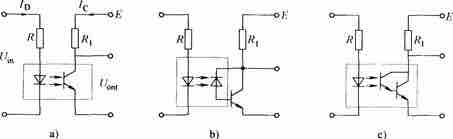 I_D I_C E
R R_1
U_in
U_out
a)
E
R R_1
b)
E
R R_1
c)